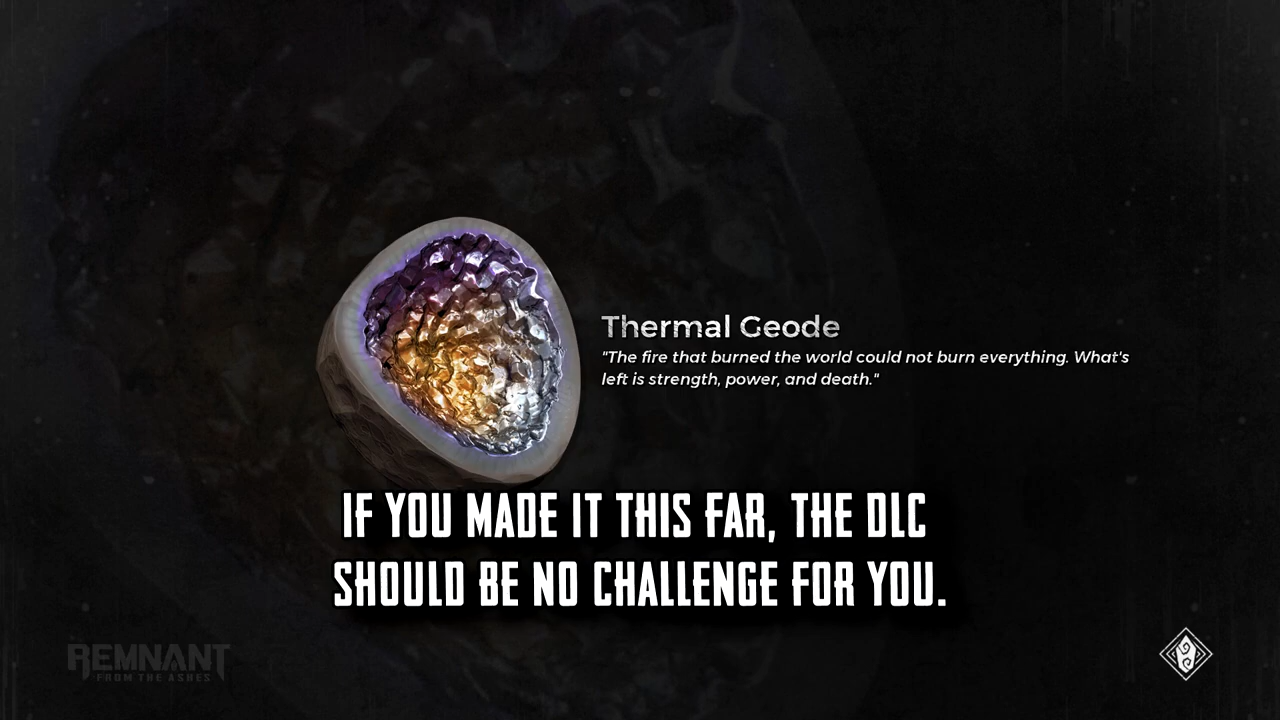 Thermal Geode
"The fire that burned the world could not burn everything. What's
left is strength, power, and death."
IF YOU MADE IT THIS FAR, THE DLC
SHOULD BE NO CHALLENGE FOR YOU.
REMNANT
FROM THE ASHES